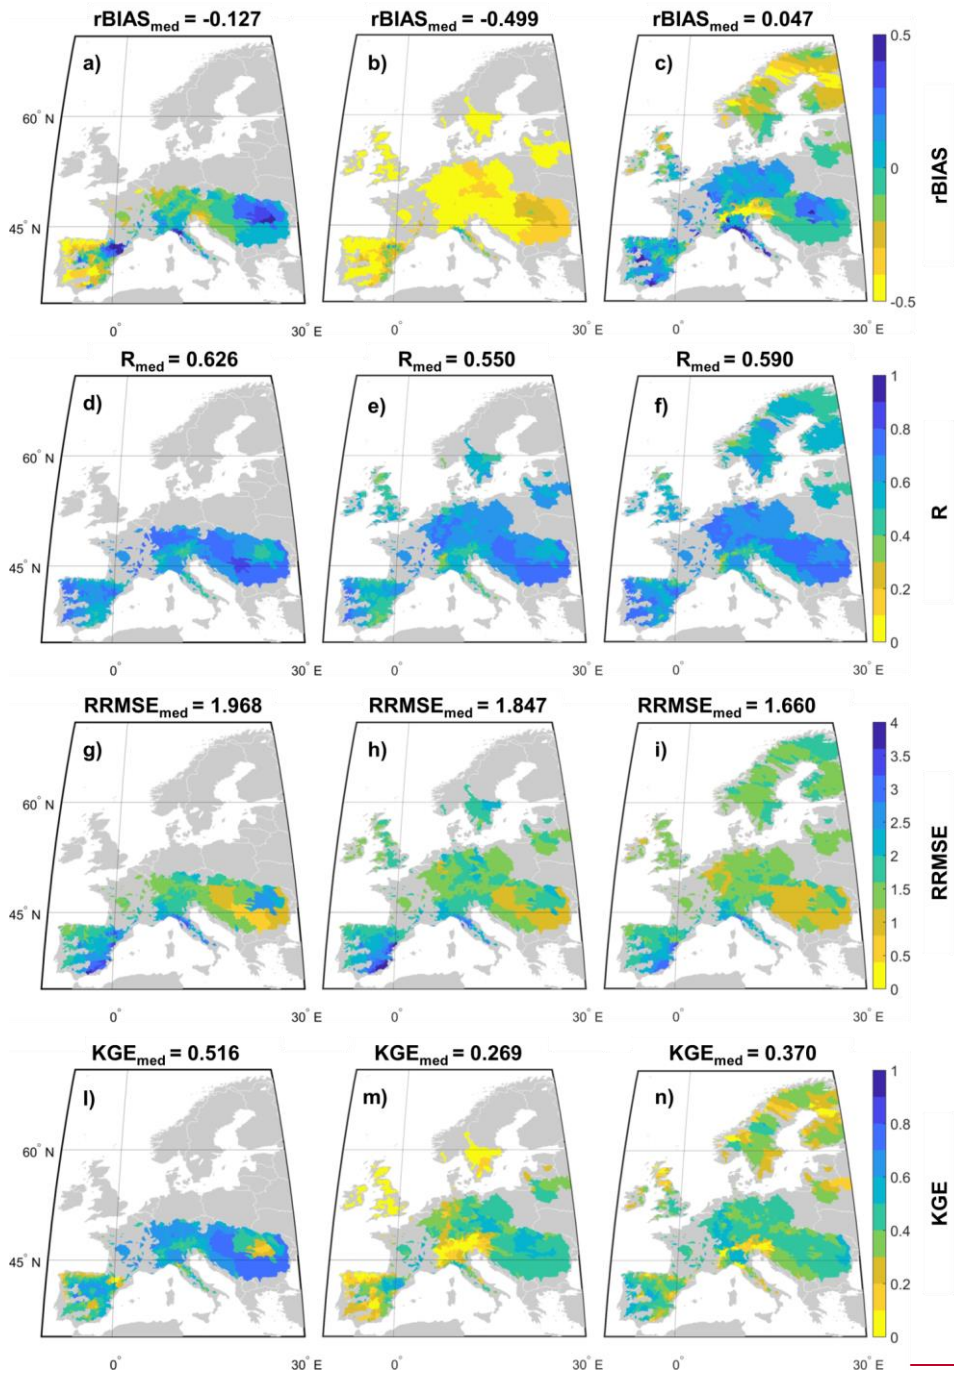 rBIASmed = -0.127
rBIASmed = -0.499
rBIASmed = 0.047
a)
b)
c)
60° N
45° N
0°
30° E
0°
30° E
0°
30° E
0.5
0
-0.5
rBIAS
Rmed = 0.626
Rmed = 0.550
Rmed = 0.590
d)
e)
f)
60° N
45° N
0°
30° E
0°
30° E
0°
30° E
1
0.8
0.6
0.4
0.2
0
R
RRMSEmed = 1.968
RRMSEmed = 1.847
RRMSEmed = 1.660
g)
h)
i)
60° N
45° N
0°
30° E
0°
30° E
0°
30° E
4
3.5
3
2.5
2
1.5
1
0.5
0
RRMSE
KGEmed = 0.516
KGEmed = 0.269
KGEmed = 0.370
l)
m)
n)
60° N
45° N
0°
30° E
0°
30° E
0°
30° E
1
0.8
0.6
0.4
0.2
0
KGE